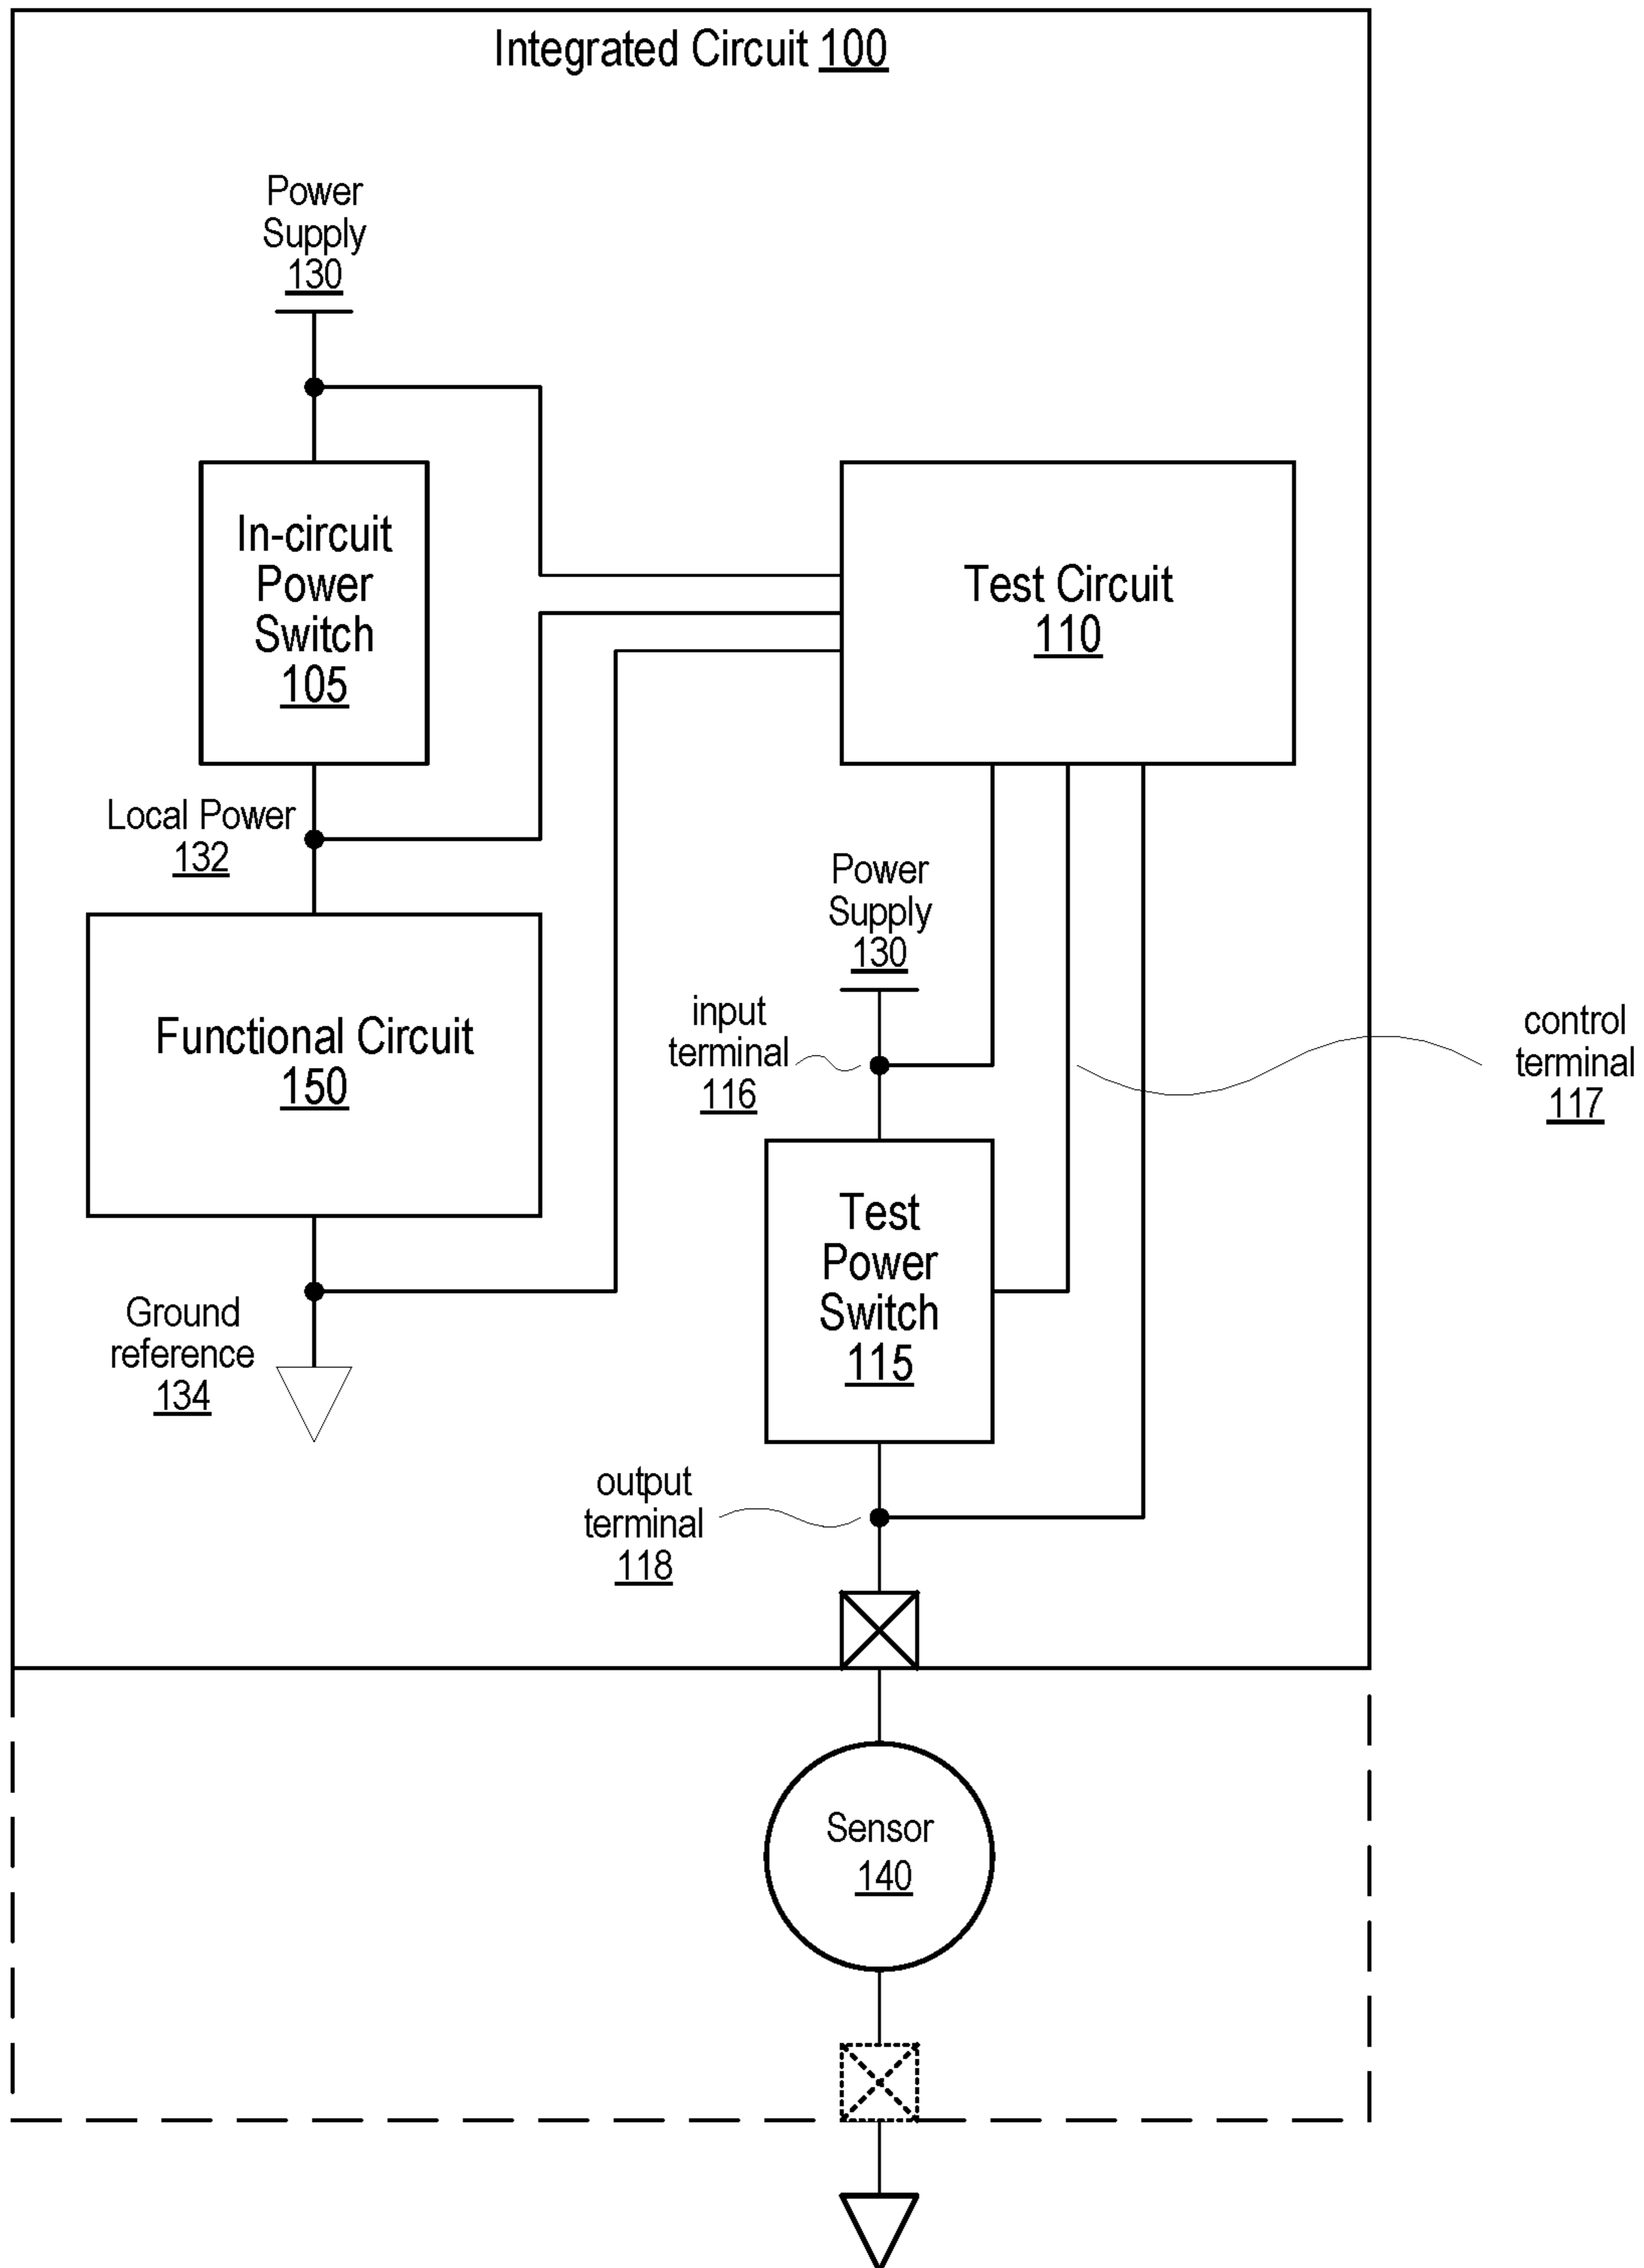 Integrated Circuit 100
Power
Supply
130
In-circuit
Power
Switch
105
Test Circuit
110
Local Power
132
Power
Supply
130
Functional Circuit
150
input
terminal
116
control
terminal
117
Test
Power
Switch
115
Ground
reference
134
output
terminal
118
Sensor
140